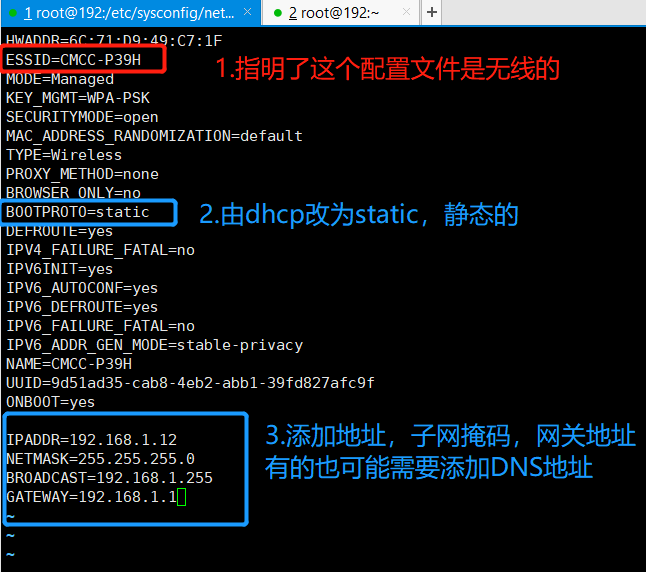 1 root@192:/etc/sysconfig/net...
2 root@192:~
HWADDR=6C:71:D9:49:C7:1F
ESSID=CMCC-P39H
1.指明了这个配置文件是无线的
MODE=Managed
KEY_MGMT=WPA-PSK
SECURITYMODE=open
MAC_ADDRESS_RANDOMIZATION=default
TYPE=Wireless
PROXY_METHOD=none
BROWSER_ONLY=no
BOOTPROTO=static
2.由dhcp改为static，静态的
DEFROUTE=yes
IPV4_FAILURE_FATAL=no
IPV6INIT=yes
IPV6_AUTOCONF=yes
IPV6_DEFROUTE=yes
IPV6_FAILURE_FATAL=no
IPV6_ADDR_GEN_MODE=stable-privacy
NAME=CMCC-P39H
UUID=9d51ad35-cab8-4eb2-abb1-39fd827afc9f
ONBOOT=yes
IPADDR=192.168.1.12
NETMASK=255.255.255.0
BROADCAST=192.168.1.255
GATEWAY=192.168.1.1
3.添加地址，子网掩码，网关地址
有的也可能需要添加DNS地址
~
~
~